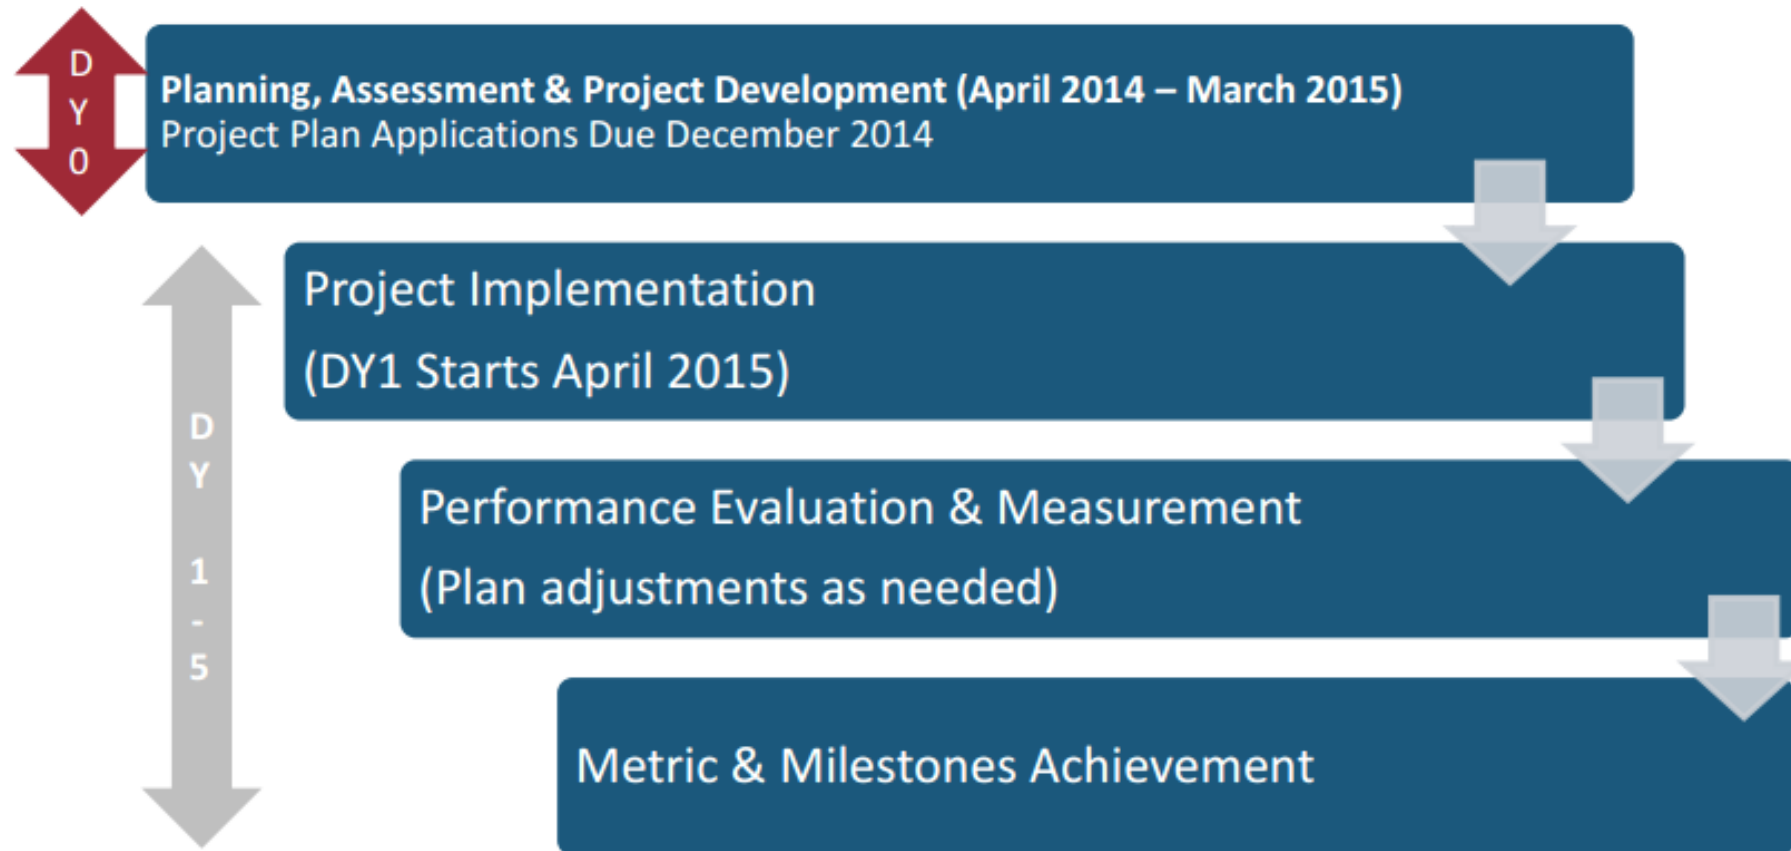 D
Y
0
Planning, Assessment & Project Development (April 2014 – March 2015)
Project Plan Applications Due December 2014
Project Implementation
(DY1 Starts April 2015)
D
Y
1
-
5
Performance Evaluation & Measurement
(Plan adjustments as needed)
Metric & Milestones Achievement